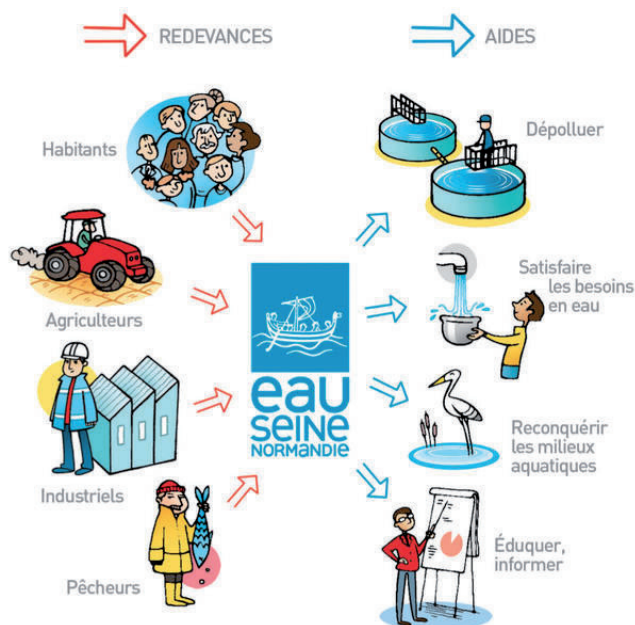 REDEVANCES
AIDES
Habitants
Dépolluer
Agriculteurs
Satisfaire
les besoins
en eau
eau
seine
NORMANDIE
Industriels
Reconquérir
les milieux
aquatiques
Pêcheurs
Éduquer,
informer